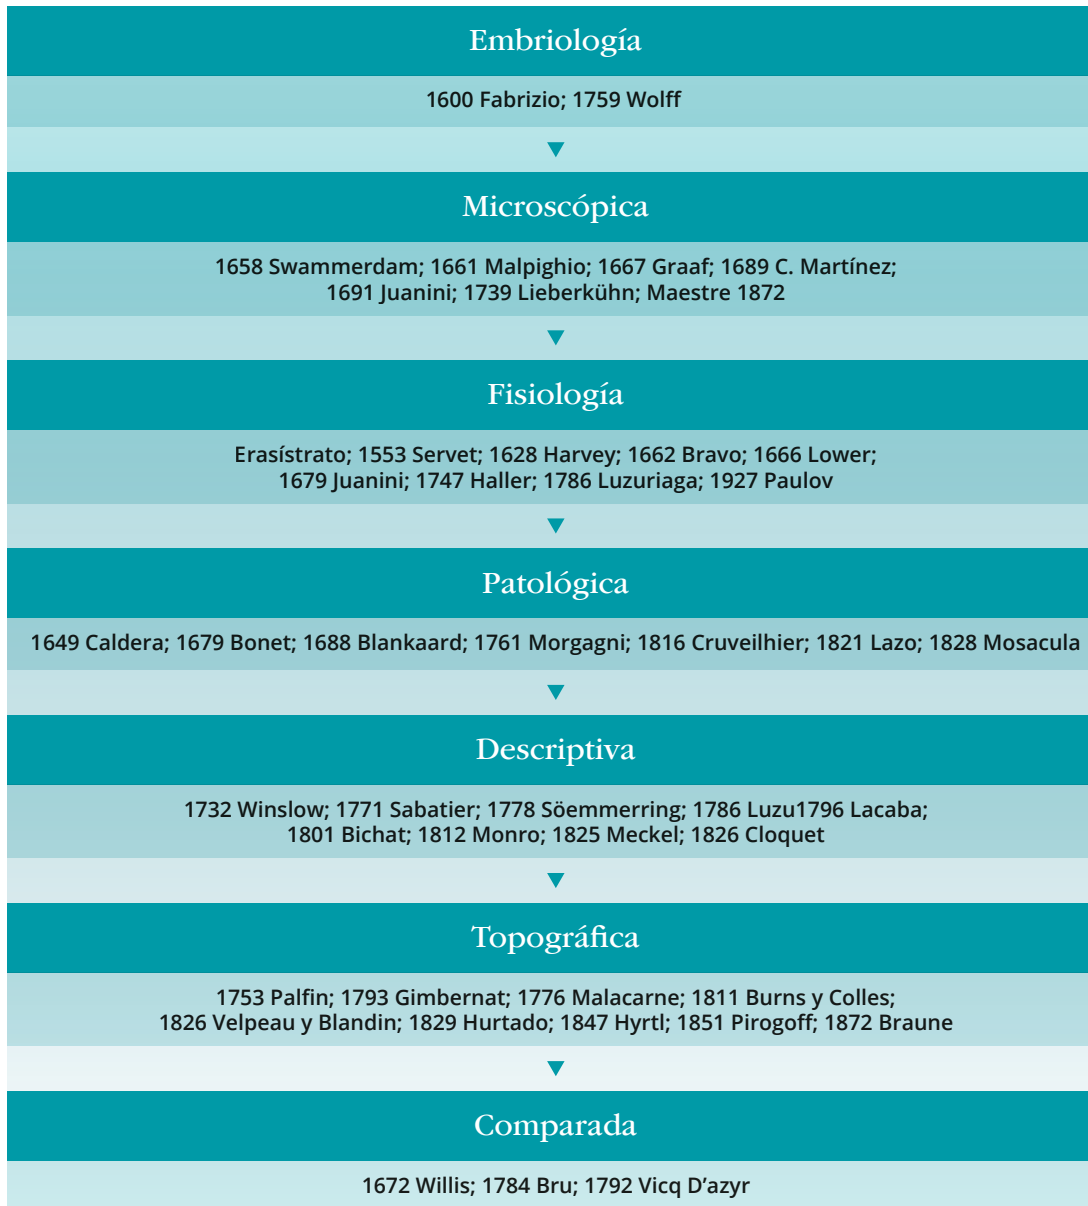 Embriología
1600 Fabrizio; 1759 Wolff
Microscópica
1658 Swammerdam; 1661 Malpighio; 1667 Graaf; 1689 C. Martínez;
1691 Juanini; 1739 Lieberkühn; Maestre 1872
Fisiología
Erasístrato; 1553 Servet; 1628 Harvey; 1662 Bravo; 1666 Lower;
1679 Juanini; 1747 Haller; 1786 Luzuriaga; 1927 Paulov
Patológica
1649 Caldera; 1679 Bonet; 1688 Blankaard; 1761 Morgagni; 1816 Cruveilhier; 1821 Lazo; 1828 Mosacula
Descriptiva
1732 Winslow; 1771 Sabatier; 1778 Söemmerring; 1786 Luzu1796 Lacaba;
1801 Bichat; 1812 Monro; 1825 Meckel; 1826 Cloquet
Topográfica
1753 Palfin; 1793 Gimbernat; 1776 Malacarne; 1811 Burns y Colles;
1826 Velpeau y Blandin; 1829 Hurtado; 1847 Hyrtl; 1851 Pirogoff; 1872 Braune
Comparada
1672 Willis; 1784 Bru; 1792 Vicq D’azyr